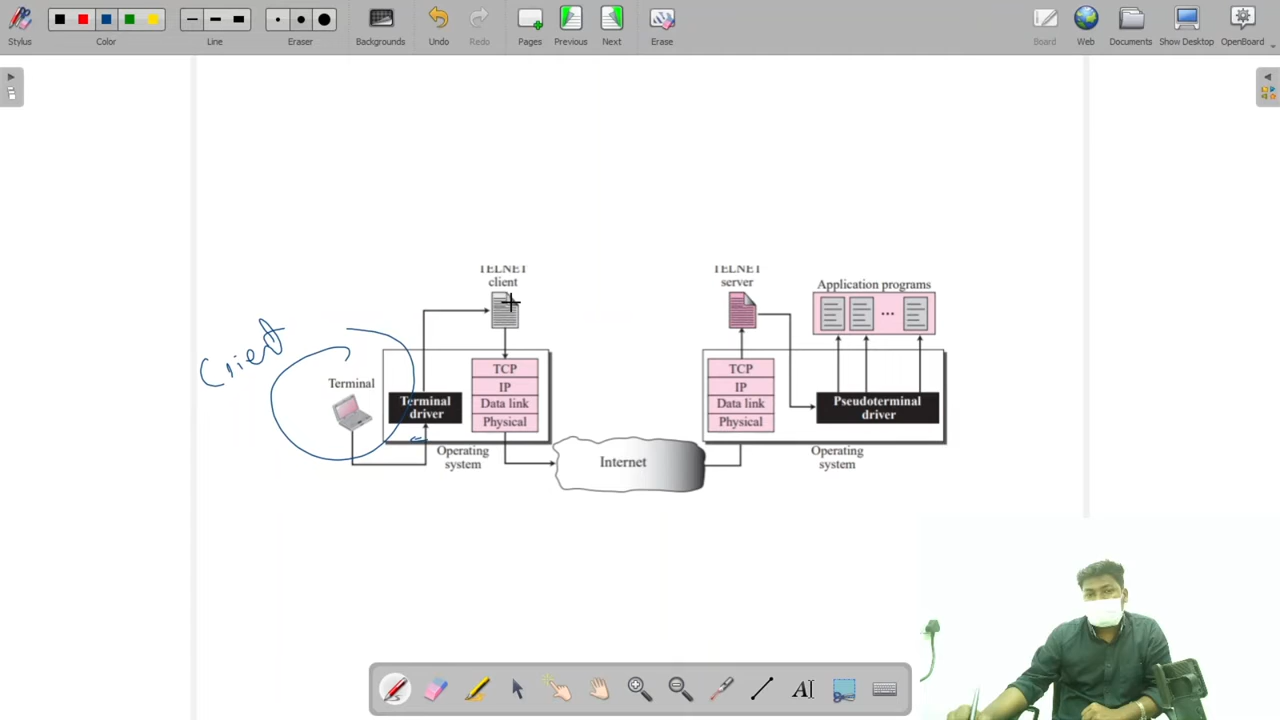 Stylus
Color
Line
Eraser
Backgrounds
Undo
Redo
Pages
Previous
Next
Erase
Board
Web
Documents
Show Desktop
OpenBoard
TELNET
client
TELNET
server
Application programs
Client
Terminal
Terminal
driver
TCP
IP
Data link
Physical
Operating
system
Internet
TCP
IP
Data link
Physical
Pseudoterminal
driver
Operating
system